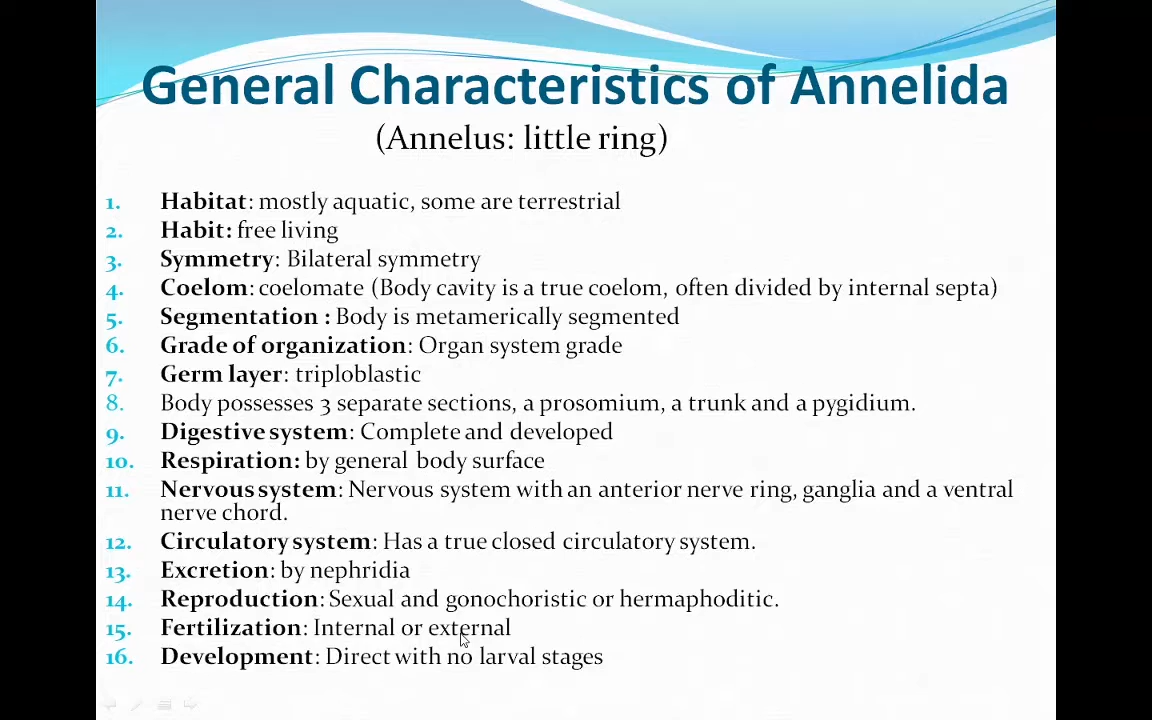 General Characteristics of Annelida
(Annelus: little ring)
1. Habitat: mostly aquatic, some are terrestrial
2. Habit: free living
3. Symmetry: Bilateral symmetry
4. Coelom: coelomate (Body cavity is a true coelom, often divided by internal septa)
5. Segmentation : Body is metamerically segmented
6. Grade of organization: Organ system grade
7. Germ layer: triploblastic
8. Body possesses 3 separate sections, a prosomium, a trunk and a pygidium.
9. Digestive system: Complete and developed
10. Respiration: by general body surface
11. Nervous system: Nervous system with an anterior nerve ring, ganglia and a ventral
nerve chord.
12. Circulatory system: Has a true closed circulatory system.
13. Excretion: by nephridia
14. Reproduction: Sexual and gonochoristic or hermaphoditic.
15. Fertilization: Internal or external
16. Development: Direct with no larval stages